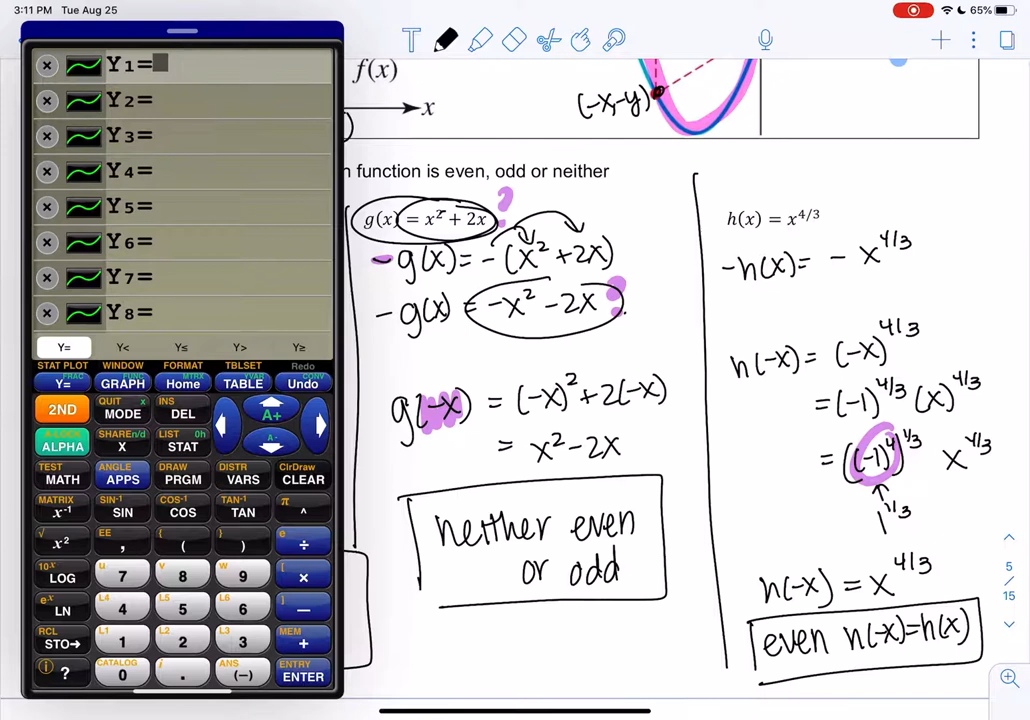 3:11 PM Tue Aug 25
65%
Y1=
Y2=
Y3=
Y4=
Y5=
Y6=
Y7=
Y8=
Y= Y< Y≤ Y> Y≥
STAT PLOT WINDOW FORMAT TBLSET Redo
Y= GRAPH Home TABLE Undo
QUIT x INS
2ND MODE DEL A+
A-LOCK SHARE n/d LIST 0h A-
ALPHA X STAT
TEST ANGLE DRAW DISTR ClrDraw
MATH APPS PRGM VARS CLEAR
MATRIX SIN-1 COS-1 TAN-1 π
x-1 SIN COS TAN ^
√ EE { } e
x² , ( ) ÷
10x u v w [
LOG 7 8 9 ×
ex L4 L5 L6 ]
LN 4 5 6 —
RCL L1 L2 L3 MEM
STO→ 1 2 3 +
CATALOG i ANS ENTRY
? 0 . (−) ENTER
f(x)
x
(-x,-y)
n function is even, odd or neither
g(x) = x² + 2x ?
-g(x) = -(x² + 2x)
-g(x) = -x² - 2x ?
g(-x) = (-x)² + 2(-x)
= x² - 2x
neither even
or odd
h(x) = x^4/3
-h(x) = - x^4/3
h(-x) = (-x)^4/3
= (-1)^4/3 (x)^4/3
= ((-1)^4)^1/3 x^4/3
1^1/3
h(-x) = x^4/3
even h(-x)=h(x)
5
/
15